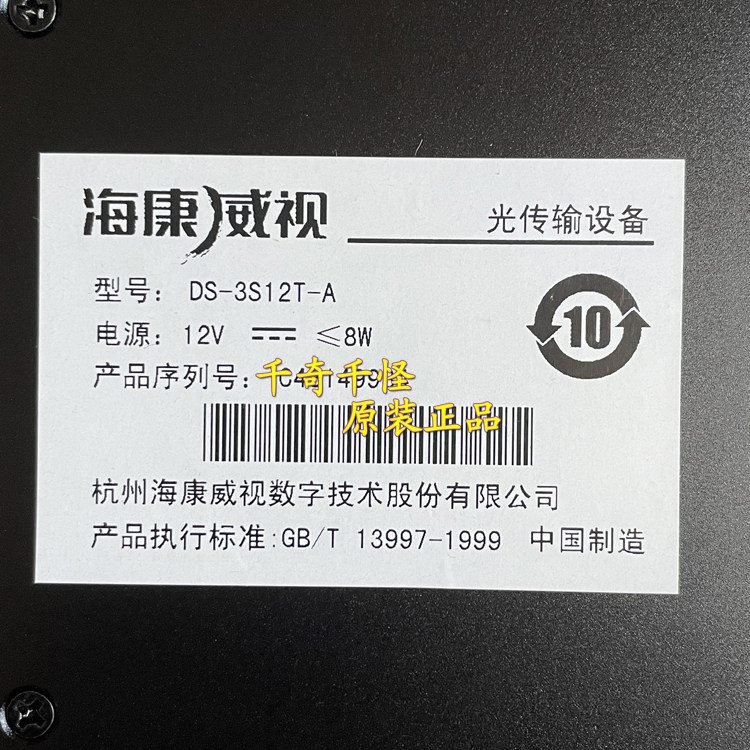 海康威视
光传输设备
型号: DS-3S12T-A
电源: 12V ≤8W
10
产品序列号:
千奇千怪
原装正品
杭州海康威视数字技术股份有限公司
产品执行标准:GB/T 13997-1999 中国制造